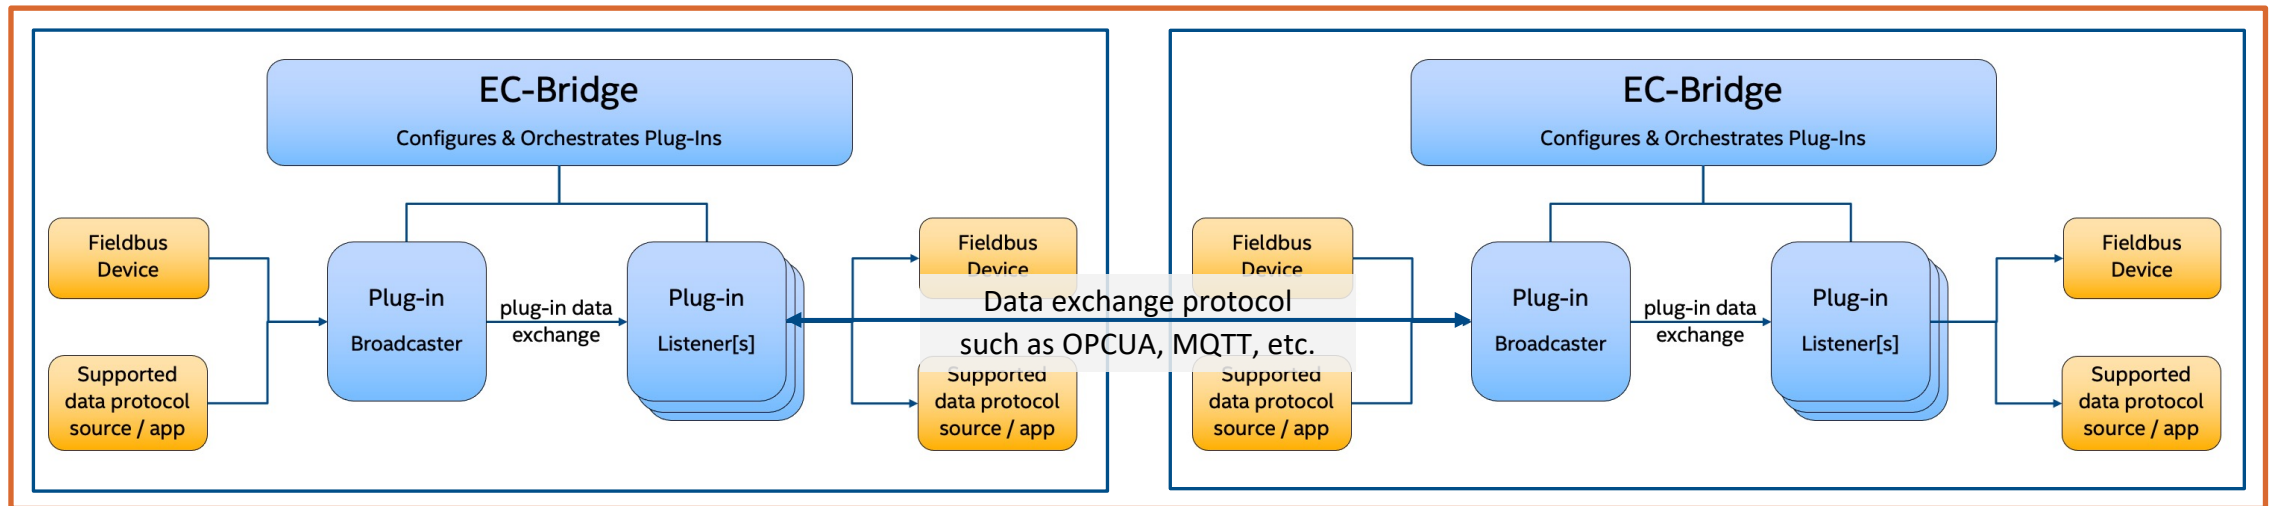 EC-Bridge
Configures & Orchestrates Plug-Ins
Fieldbus
Device
Supported
data protocol
source / app
Plug-in
Broadcaster
plug-in data
exchange
Plug-in
Listener[s]
Fieldbus
Device
Supported
data protocol
source / app
Data exchange protocol
such as OPCUA, MQTT, etc.
EC-Bridge
Configures & Orchestrates Plug-Ins
Fieldbus
Device
Supported
data protocol
source / app
Plug-in
Broadcaster
plug-in data
exchange
Plug-in
Listener[s]
Fieldbus
Device
Supported
data protocol
source / app